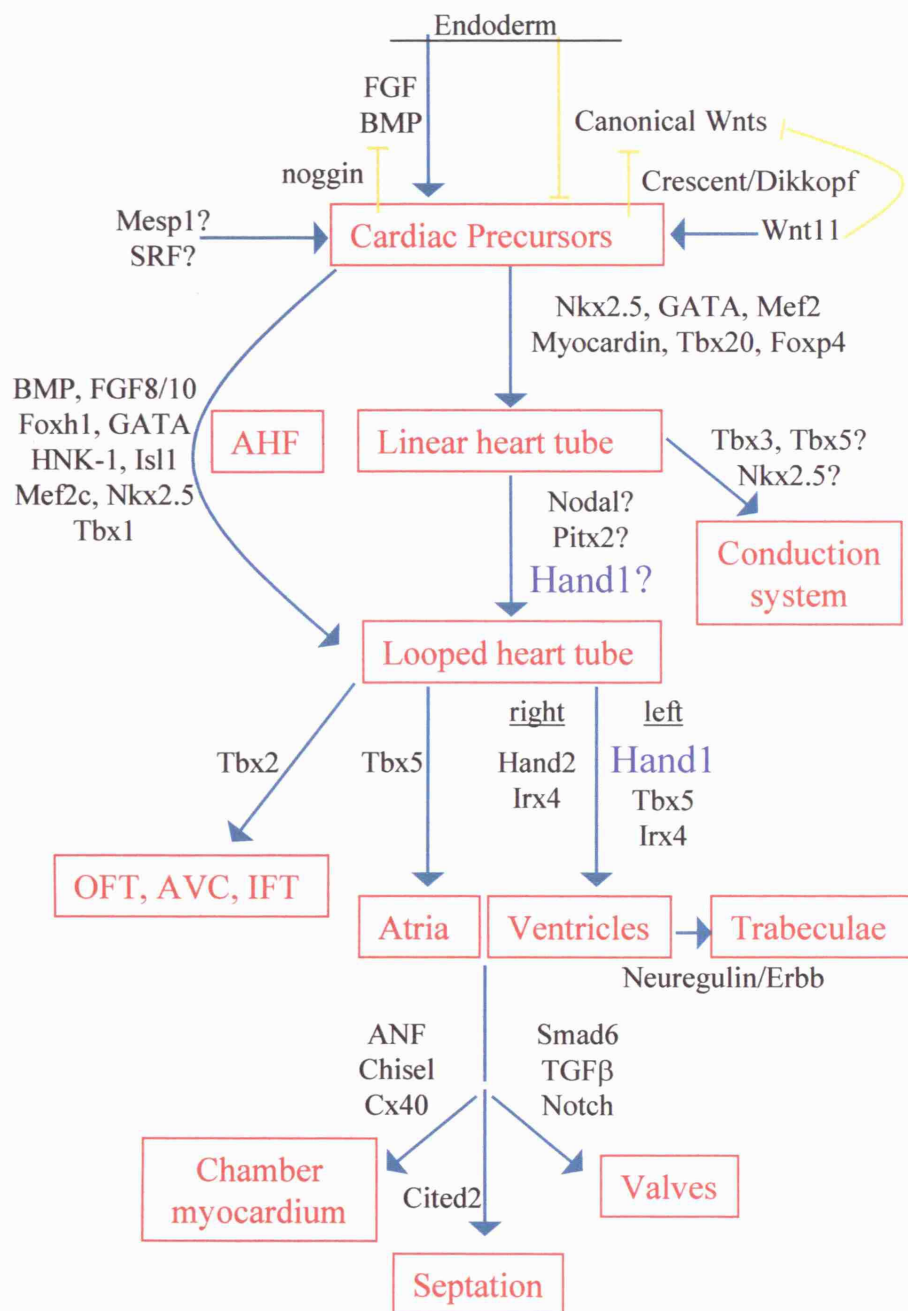 Endoderm
FGF
BMP
Canonical Wnts
noggin
Crescent/Dikkopf
Mesp1?
SRF?
Cardiac Precursors
Wnt11
Nkx2.5, GATA, Mef2
Myocardin, Tbx20, Foxp4
BMP, FGF8/10
Foxh1, GATA
HNK-1, Isl1
Mef2c, Nkx2.5
Tbx1
AHF
Linear heart tube
Tbx3, Tbx5?
Nkx2.5?
Nodal?
Pitx2?
Hand1?
Conduction
system
Looped heart tube
right
left
Tbx2
Tbx5
Hand2
Irx4
Hand1
Tbx5
Irx4
OFT, AVC, IFT
Atria
Ventricles
Trabeculae
Neuregulin/Erbb
ANF
Chisel
Cx40
Smad6
TGFβ
Notch
Chamber
myocardium
Cited2
Valves
Septation